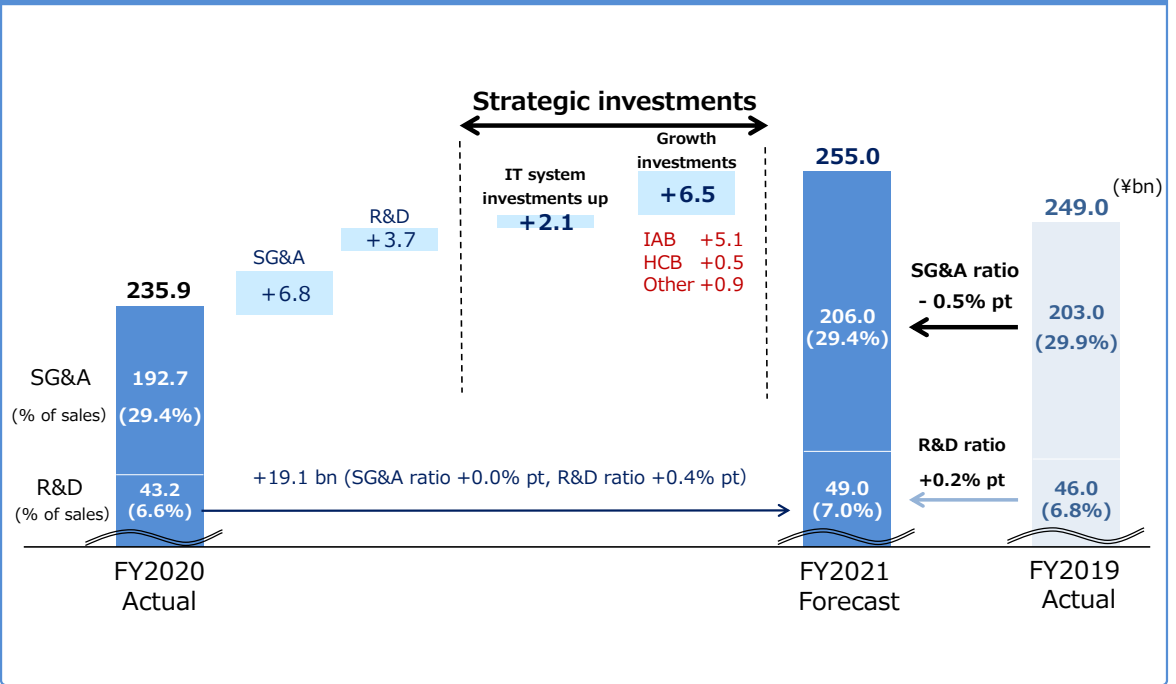 Strategic investments
Growth
investments
+6.5
IAB +5.1
HCB +0.5
Other +0.9
IT system
investments up
+2.1
R&D
+3.7
SG&A
+6.8
235.9
255.0
(¥bn)
249.0
SG&A ratio
- 0.5% pt
206.0
(29.4%)
203.0
(29.9%)
SG&A
(% of sales)
192.7
(29.4%)
+19.1 bn (SG&A ratio +0.0% pt, R&D ratio +0.4% pt)
R&D ratio
+0.2% pt
R&D
(% of sales)
43.2
(6.6%)
49.0
(7.0%)
46.0
(6.8%)
FY2020
Actual
FY2021
Forecast
FY2019
Actual